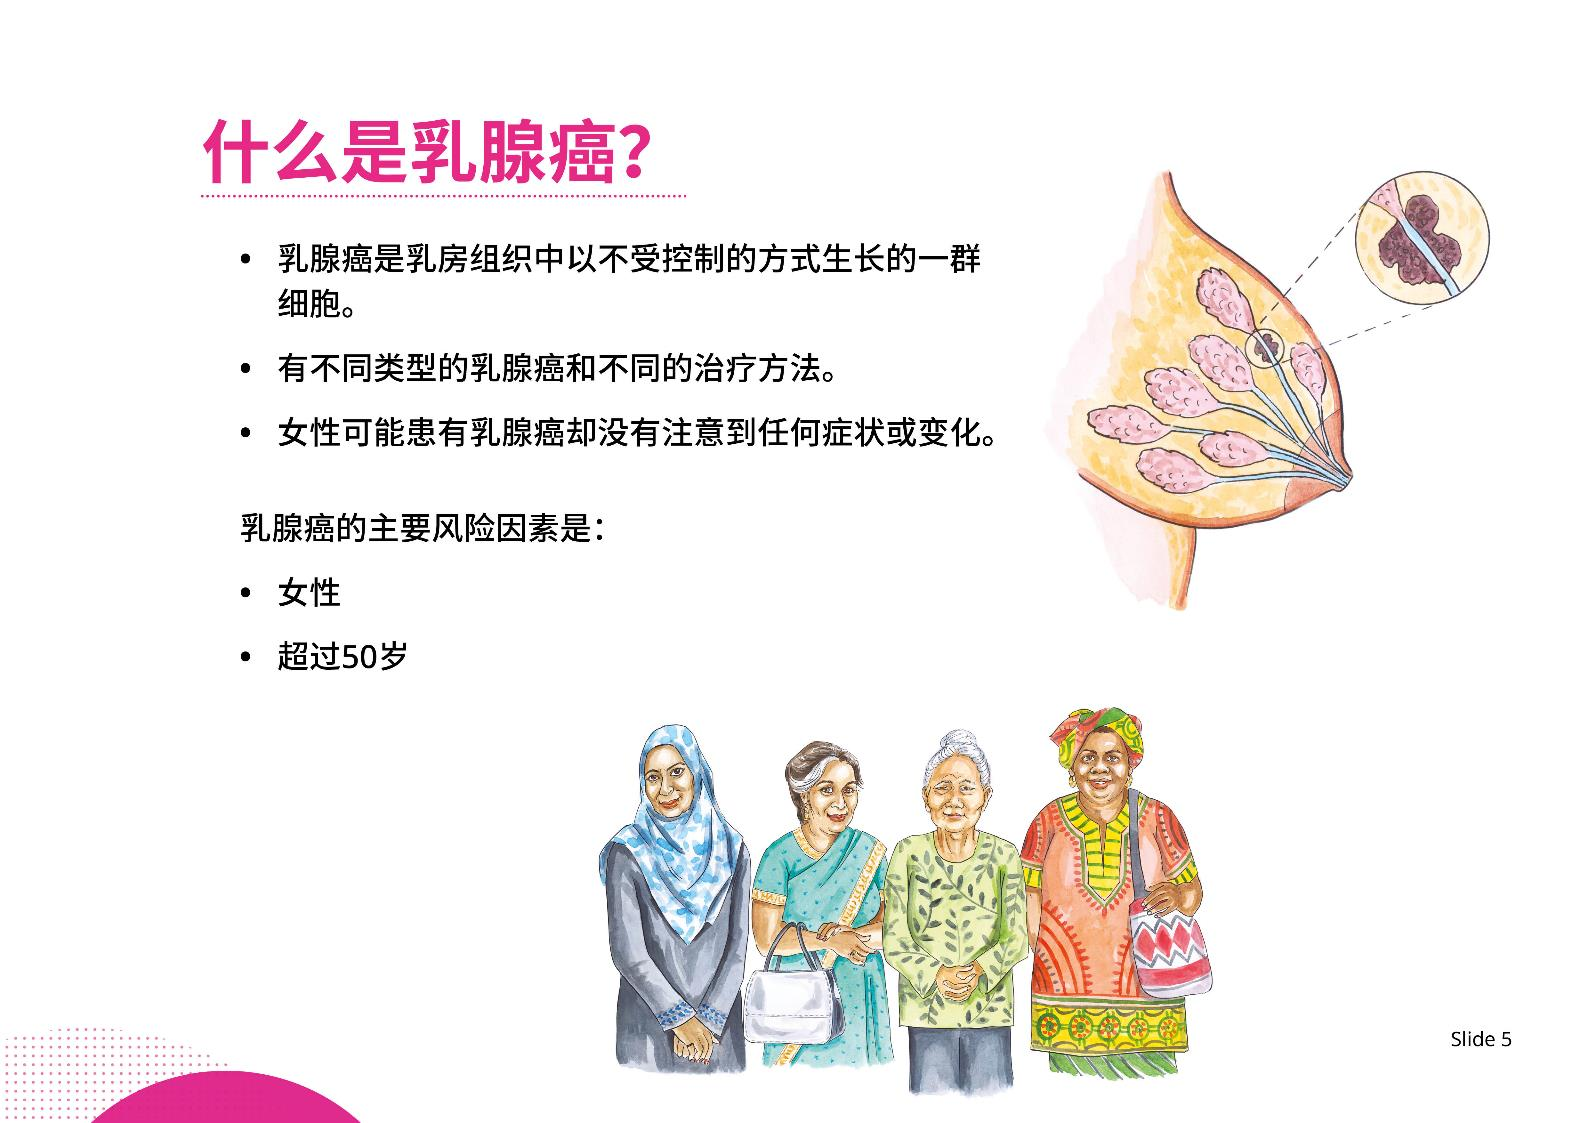 什么是乳腺癌？
• 乳腺癌是乳房组织中以不受控制的方式生长的一群
细胞。
• 有不同类型的乳腺癌和不同的治疗方法。
• 女性可能患有乳腺癌却没有注意到任何症状或变化。
乳腺癌的主要风险因素是：
• 女性
• 超过50岁
Slide 5